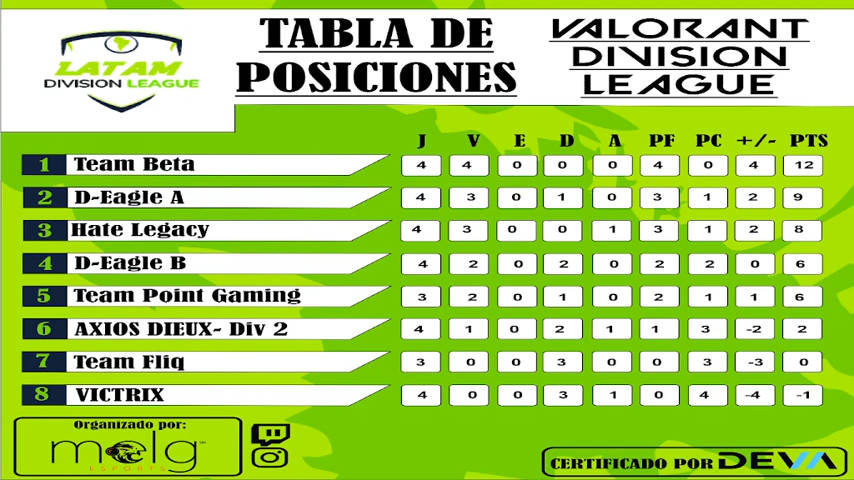 LATAM
DIVISION LEAGUE
TABLA DE
POSICIONES
VALORANT
DIVISION
LEAGUE
J V E D A PF PC +/- PTS
1 Team Beta 4 4 0 0 0 4 0 4 12
2 D-Eagle A 4 3 0 1 0 3 1 2 9
3 Hate Legacy 4 3 0 0 1 3 1 2 8
4 D-Eagle B 4 2 0 2 0 2 2 0 6
5 Team Point Gaming 3 2 0 1 0 2 1 1 6
6 AXIOS DIEUX- Div 2 4 1 0 2 1 1 3 -2 2
7 Team Fliq 3 0 0 3 0 0 3 -3 0
8 VICTRIX 4 0 0 3 1 0 4 -4 -1
Organizado por:
melg
ESPORTS
CERTIFICADO POR DEVA